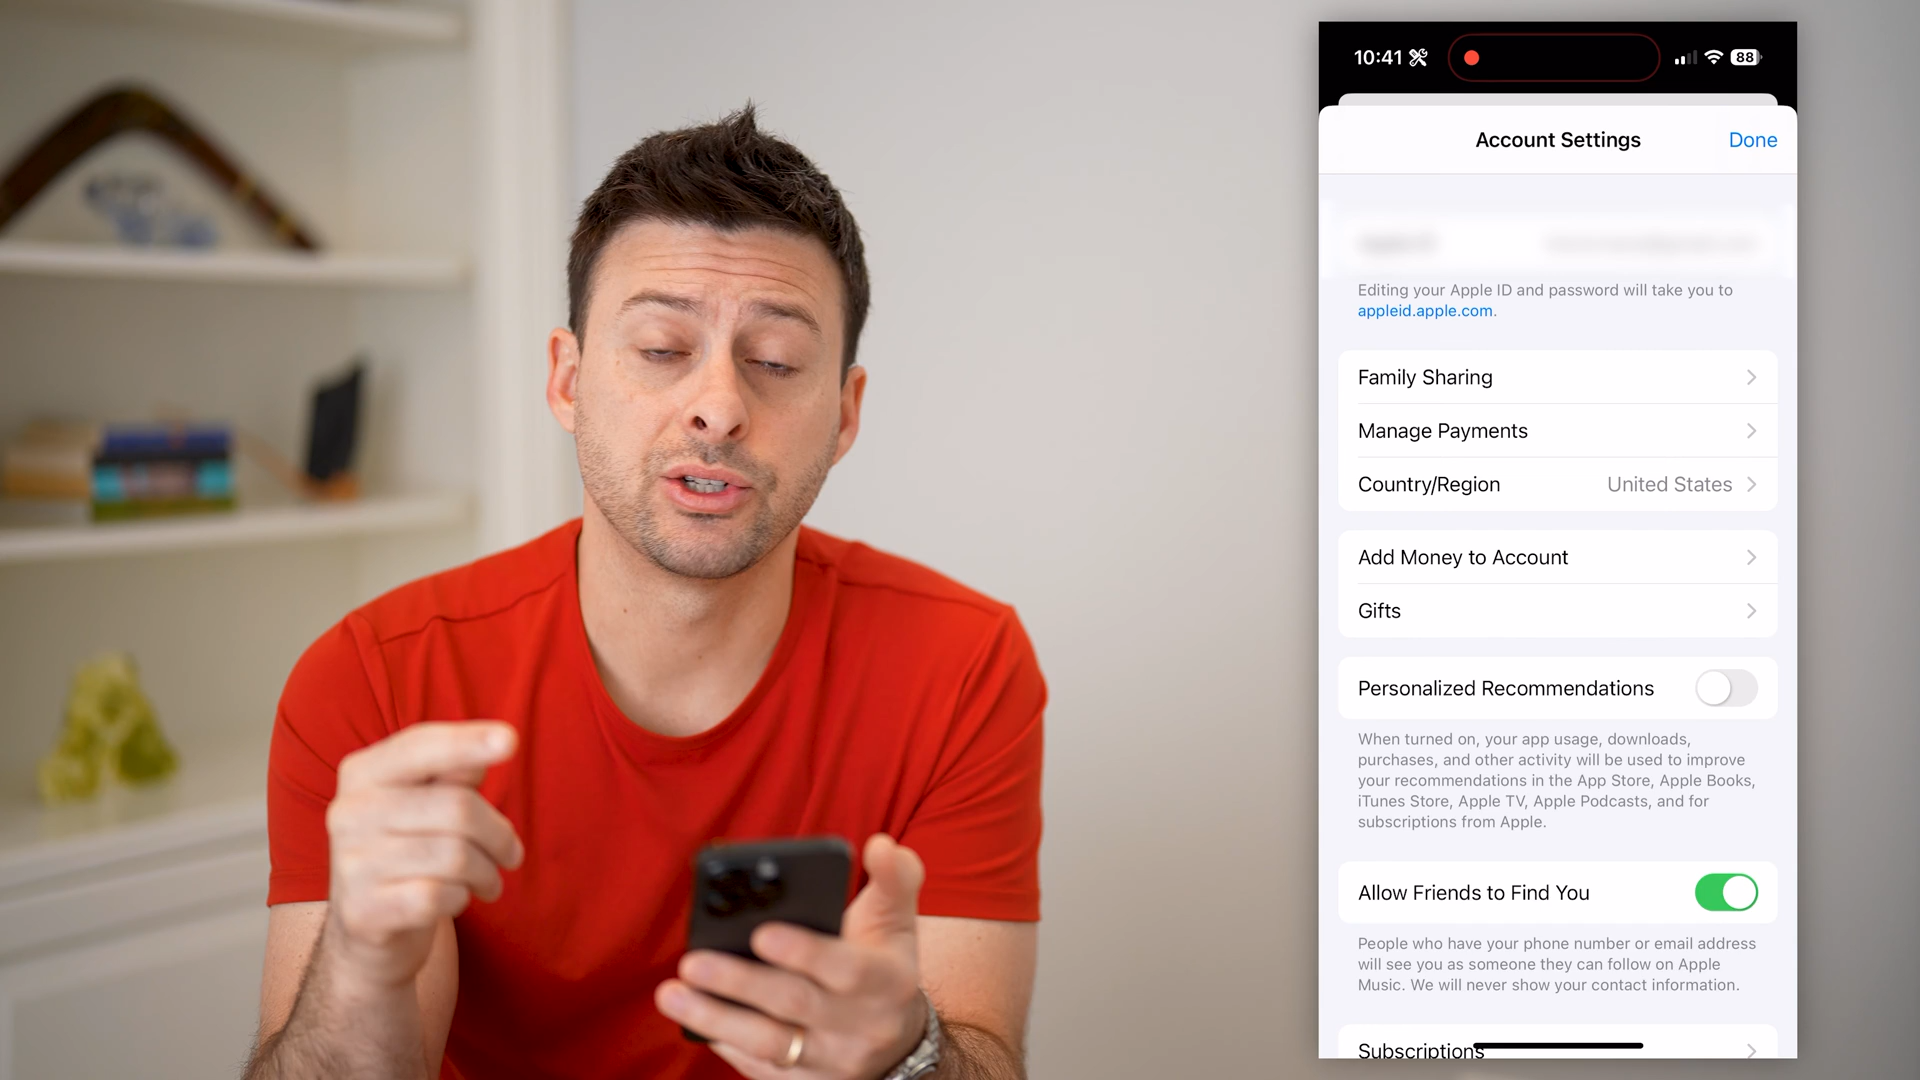 10:41
88
Account Settings
Done
Editing your Apple ID and password will take you to
appleid.apple.com.
Family Sharing
Manage Payments
Country/Region United States
Add Money to Account
Gifts
Personalized Recommendations
When turned on, your app usage, downloads,
purchases, and other activity will be used to improve
your recommendations in the App Store, Apple Books,
iTunes Store, Apple TV, Apple Podcasts, and for
subscriptions from Apple.
Allow Friends to Find You
People who have your phone number or email address
will see you as someone they can follow on Apple
Music. We will never show your contact information.
Subscriptions